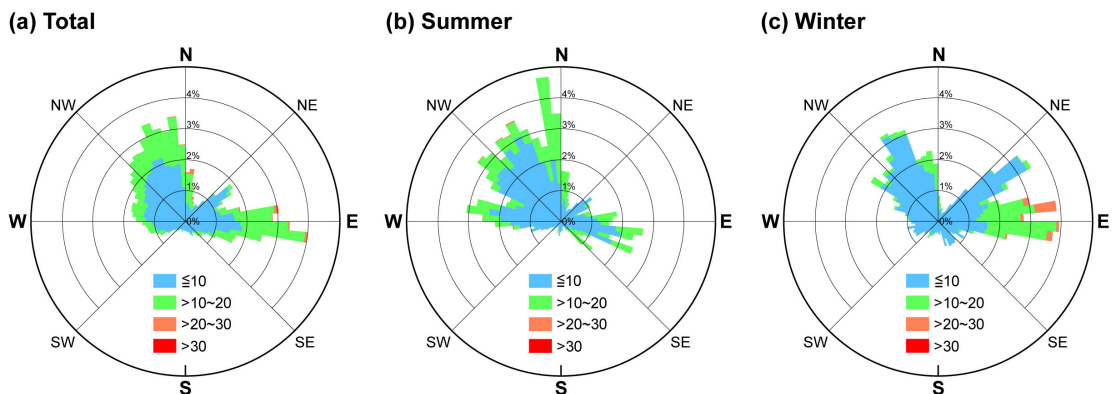 (a) Total
N
NW
NE
4%
3%
2%
1%
0%
W
E
≦10
>10~20
>20~30
>30
SW
SE
S
(b) Summer
N
NW
NE
4%
3%
2%
1%
0%
W
E
≦10
>10~20
>20~30
>30
SW
SE
S
(c) Winter
N
NW
NE
4%
3%
2%
1%
0%
W
E
≦10
>10~20
>20~30
>30
SW
SE
S